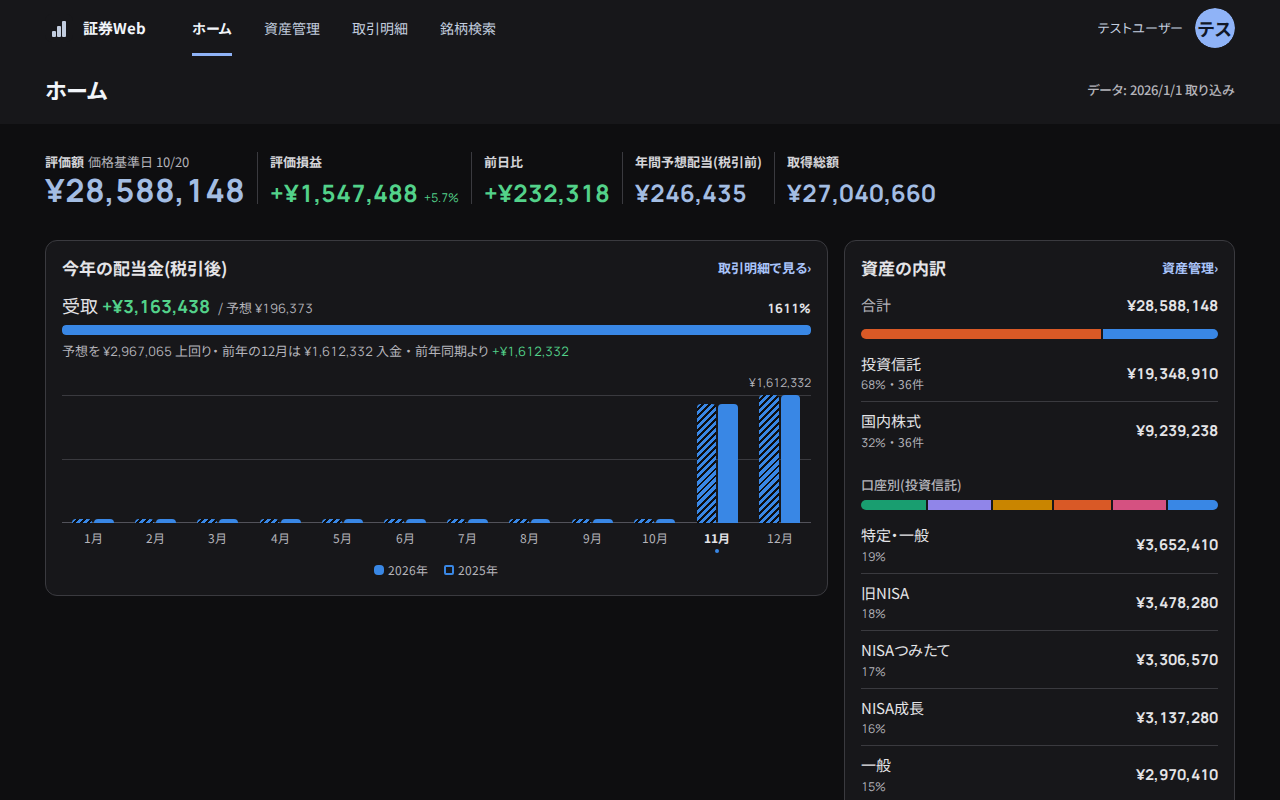 証券Web ホーム 資産管理 取引明細 銘柄検索 テストユーザー テス
ホーム データ: 2026/1/1 取り込み
評価額 価格基準日 10/20 評価損益 前日比 年間予想配当(税引前) 取得総額
¥28,588,148 +¥1,547,488 +5.7% +¥232,318 ¥246,435 ¥27,040,660
今年の配当金(税引後) 取引明細で見る›
受取 +¥3,163,438 / 予想 ¥196,373 1611%
予想を ¥2,967,065 上回り・前年の12月は ¥1,612,332 入金・前年同期より +¥1,612,332
¥1,612,332
1月 2月 3月 4月 5月 6月 7月 8月 9月 10月 11月 12月
2026年 2025年
資産の内訳 資産管理›
合計 ¥28,588,148
投資信託 ¥19,348,910
68%・36件
国内株式 ¥9,239,238
32%・36件
口座別(投資信託)
特定・一般 ¥3,652,410
19%
旧NISA ¥3,478,280
18%
NISAつみたて ¥3,306,570
17%
NISA成長 ¥3,137,280
16%
一般 ¥2,970,410
15%